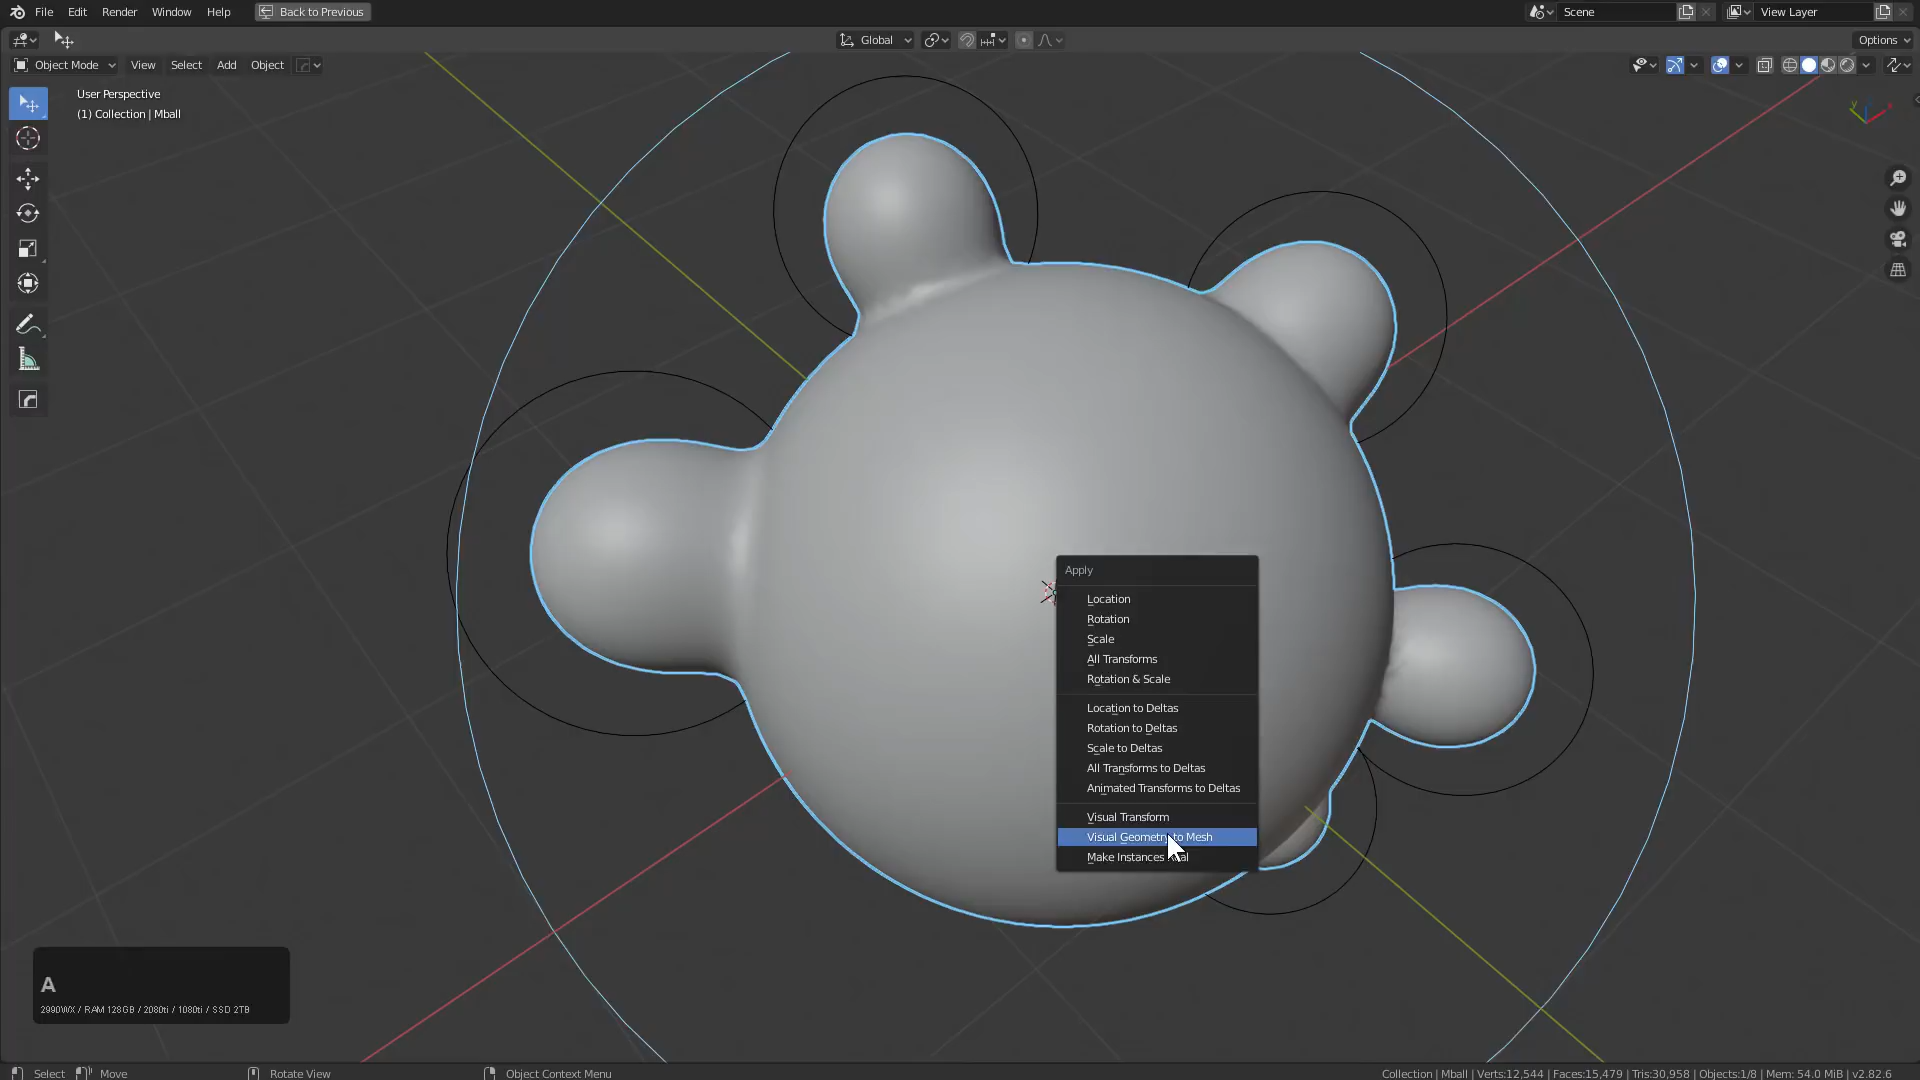 File Edit Render Window Help Back to Previous Scene View Layer
Global Options
Object Mode View Select Add Object
User Perspective
(1) Collection | Mball
Apply
Location
Rotation
Scale
All Transforms
Rotation & Scale
Location to Deltas
Rotation to Deltas
Scale to Deltas
All Transforms to Deltas
Animated Transforms to Deltas
Visual Transform
Visual Geometry to Mesh
Make Instances
A
2990WX / RAM 128GB / 2080ti / 1080ti / SSD 2TB
Select Move Rotate View Object Context Menu Collection | Mball | Verts:12,544 | Faces:15,479 | Tris:30,958 | Objects:1/8 | Mem: 54.0 MiB | v2.82.6